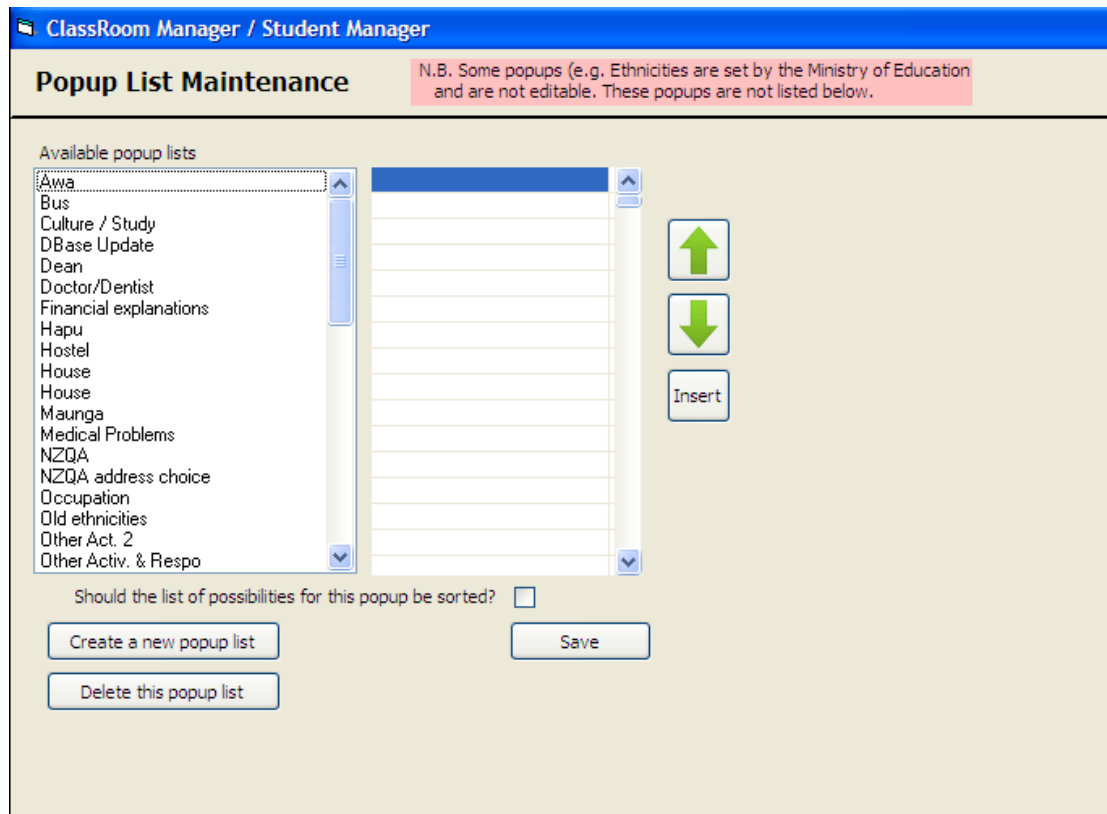 ClassRoom Manager / Student Manager
Popup List Maintenance
N.B. Some popups (e.g. Ethnicities are set by the Ministry of Education
and are not editable. These popups are not listed below.
Available popup lists
Awa
Bus
Culture / Study
DBase Update
Dean
Doctor/Dentist
Financial explanations
Hapu
Hostel
House
House
Maunga
Medical Problems
NZQA
NZQA address choice
Occupation
Old ethnicities
Other Act. 2
Other Activ. & Respo
Insert
Should the list of possibilities for this popup be sorted?
Create a new popup list
Save
Delete this popup list